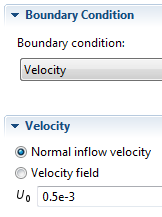 Boundary Condition
Boundary condition:
Velocity
Velocity
Normal inflow velocity
Velocity field
U₀ 0.5e-3